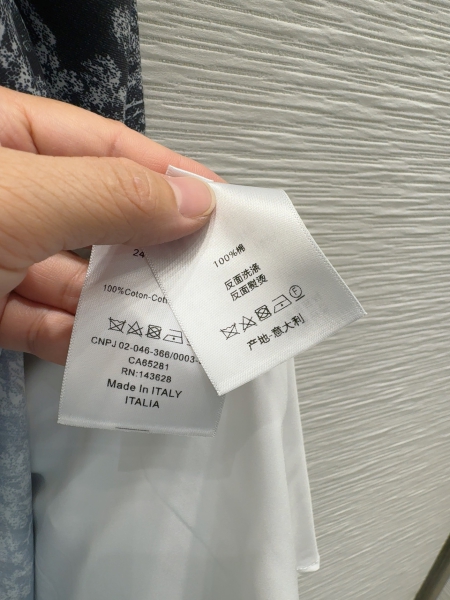 24
100%Coton-Cot
CNPJ 02-046-366/0003-
CA65281
RN:143628
Made In ITALY
ITALIA
100%棉
反面洗涤
反面熨烫
F
产地-意大利